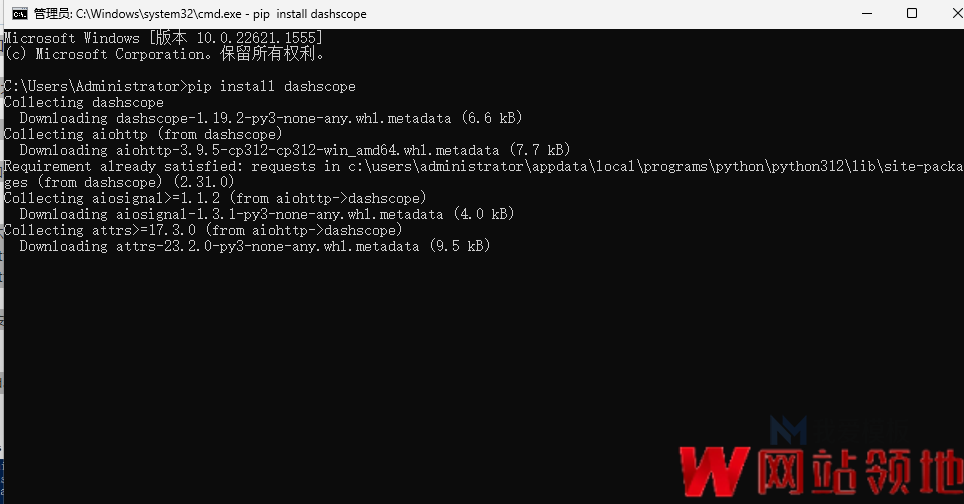 管理员: C:\Windows\system32\cmd.exe - pip  install dashscope
Microsoft Windows [版本 10.0.22621.1555]
(c) Microsoft Corporation。保留所有权利。
C:\Users\Administrator>pip install dashscope
Collecting dashscope
  Downloading dashscope-1.19.2-py3-none-any.whl.metadata (6.6 kB)
Collecting aiohttp (from dashscope)
  Downloading aiohttp-3.9.5-cp312-cp312-win_amd64.whl.metadata (7.7 kB)
Requirement already satisfied: requests in c:\users\administrator\appdata\local\programs\python\python312\lib\site-packa
ges (from dashscope) (2.31.0)
Collecting aiosignal>=1.1.2 (from aiohttp->dashscope)
  Downloading aiosignal-1.3.1-py3-none-any.whl.metadata (4.0 kB)
Collecting attrs>=17.3.0 (from aiohttp->dashscope)
  Downloading attrs-23.2.0-py3-none-any.whl.metadata (9.5 kB)
W网站领地